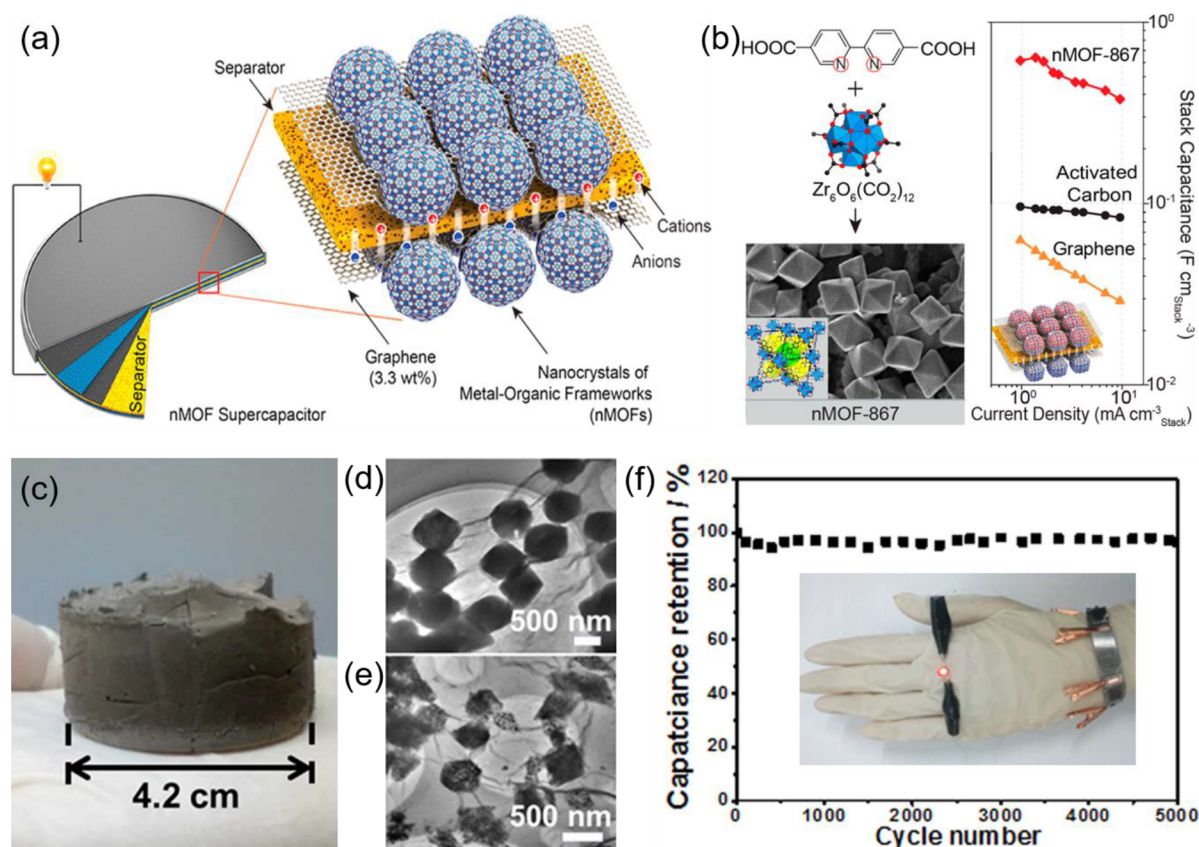 (a)
Separator
Cations
Anions
Graphene
(3.3 wt%)
Nanocrystals of
Metal-Organic Frameworks
(nMOFs)
Separator
nMOF Supercapacitor
(b)
HOOC
COOH
N
N
+
Zr6O6(CO2)12
nMOF-867
nMOF-867
Activated
Carbon
Graphene
10^0
10^-1
10^-2
Stack Capacitance (F cm_Stack^-3)
10^0
10^1
Current Density (mA cm^-3_Stack)
(c)
4.2 cm
(d)
500 nm
(e)
500 nm
(f)
Capatciance retention / %
120
100
80
60
40
20
0
0
1000
2000
3000
4000
5000
Cycle number